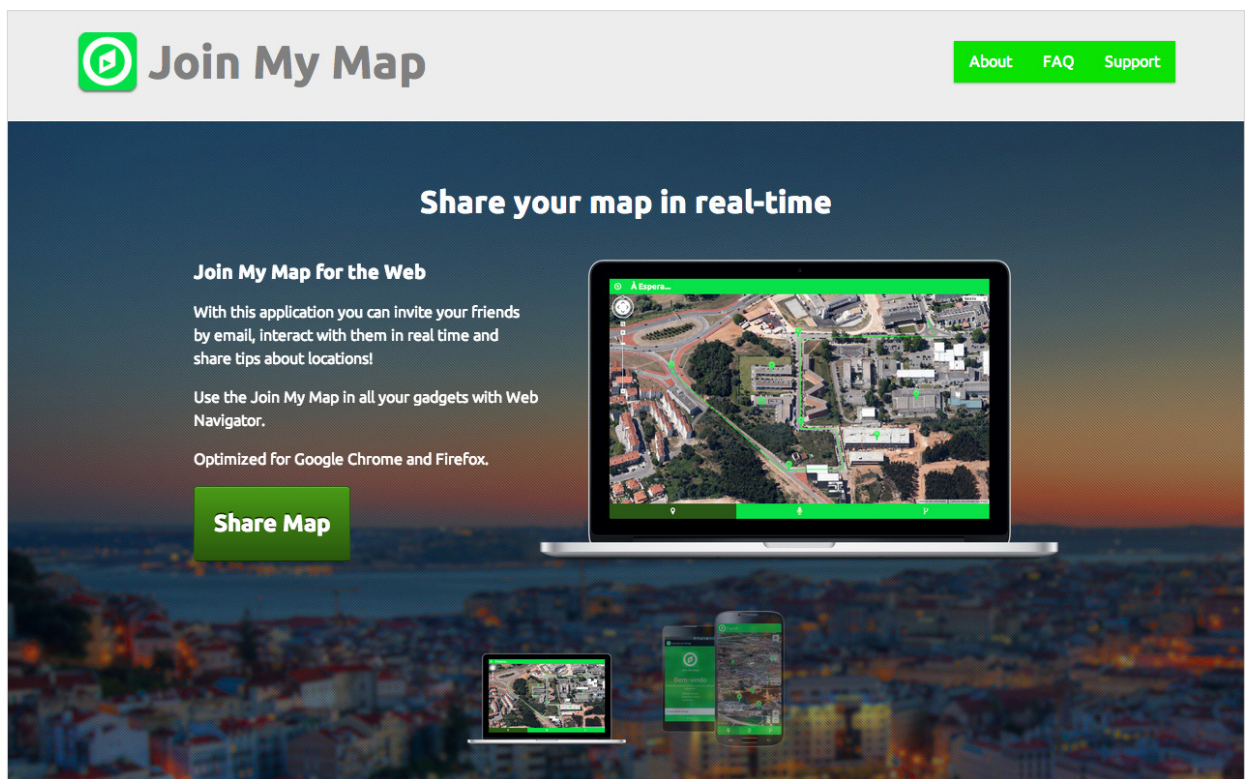 Join My Map
About FAQ Support
Share your map in real-time
Join My Map for the Web
With this application you can invite your friends
by email, interact with them in real time and
share tips about locations!
Use the Join My Map in all your gadgets with Web
Navigator.
Optimized for Google Chrome and Firefox.
Share Map
À Espera...
Bem-vindo